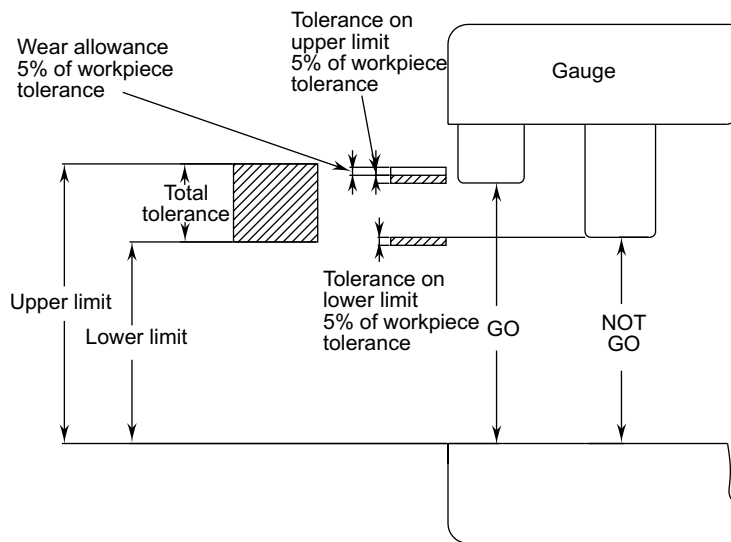 Wear allowance
5% of workpiece
tolerance
Tolerance on
upper limit
5% of workpiece
tolerance
Gauge
Total
tolerance
Upper limit
Lower limit
Tolerance on
lower limit
5% of workpiece
tolerance
GO
NOT
GO